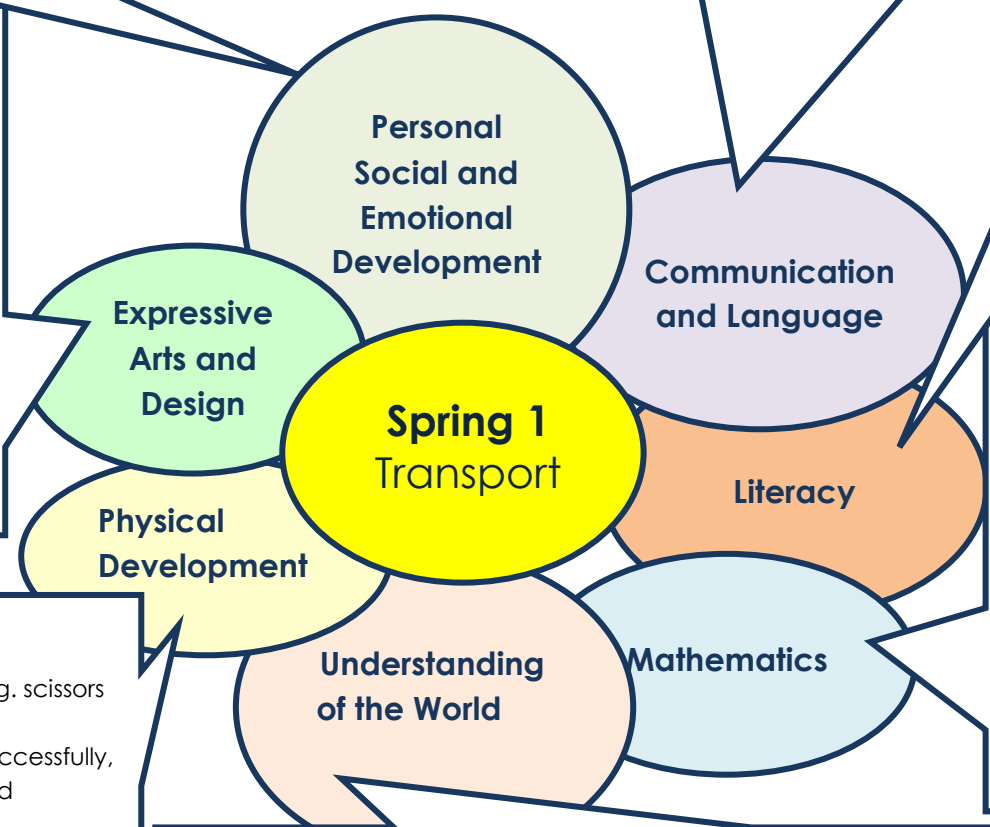 Personal
Social and
Emotional
Development
Communication
and Language
Expressive
Arts and
Design
Spring 1
Transport
Literacy
Physical
Development
Understanding
of the World
Mathematics
g. scissors
ccessfully,
d